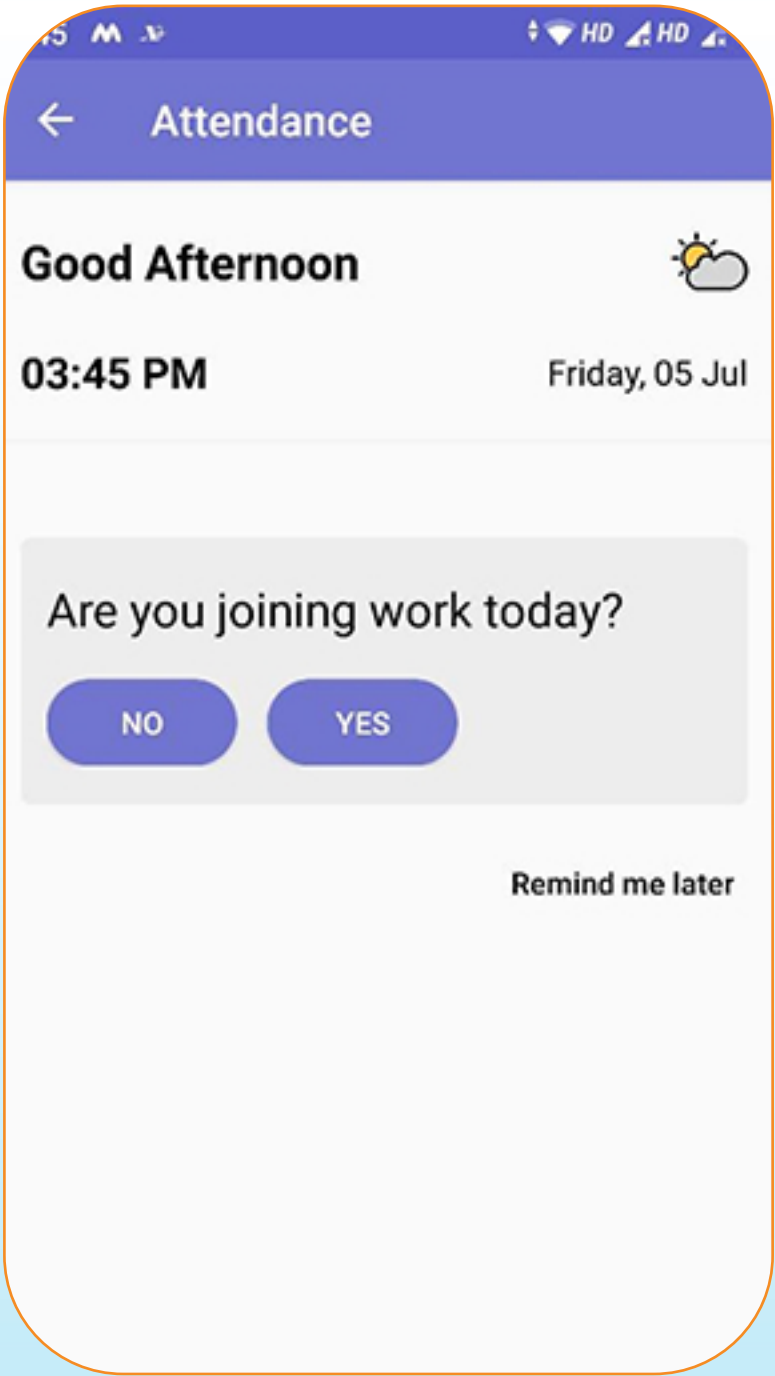 HD HD
Attendance
Good Afternoon
03:45 PM Friday, 05 Jul
Are you joining work today?
NO YES
Remind me later